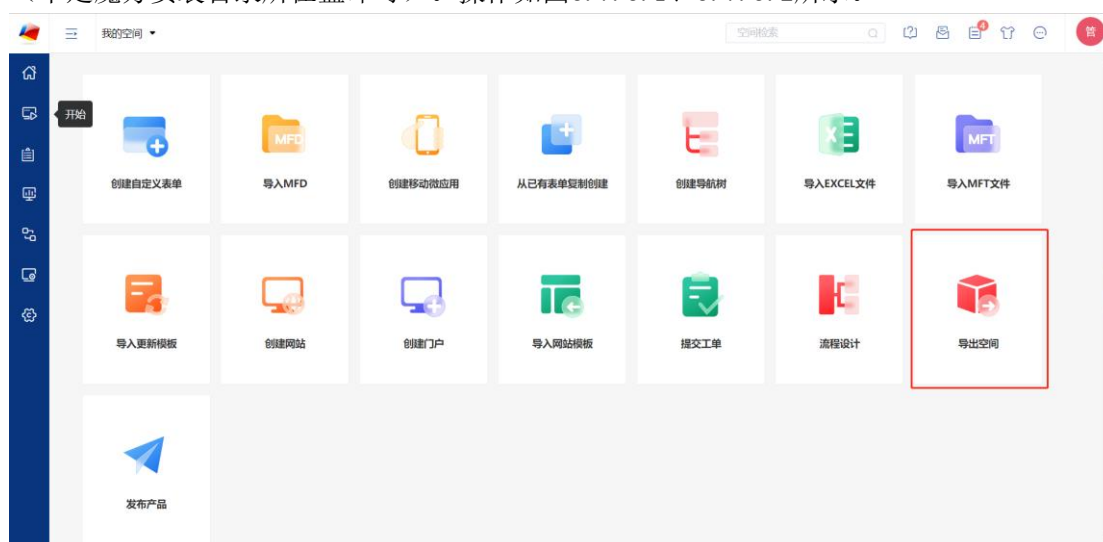 我的空间
空间检索
4
管
开始
MFD
MFT
创建自定义表单
导入MFD
创建移动微应用
从已有表单复制创建
创建导航树
导入EXCEL文件
导入MFT文件
导入更新模板
创建网站
创建门户
导入网站模板
提交工单
流程设计
导出空间
发布产品